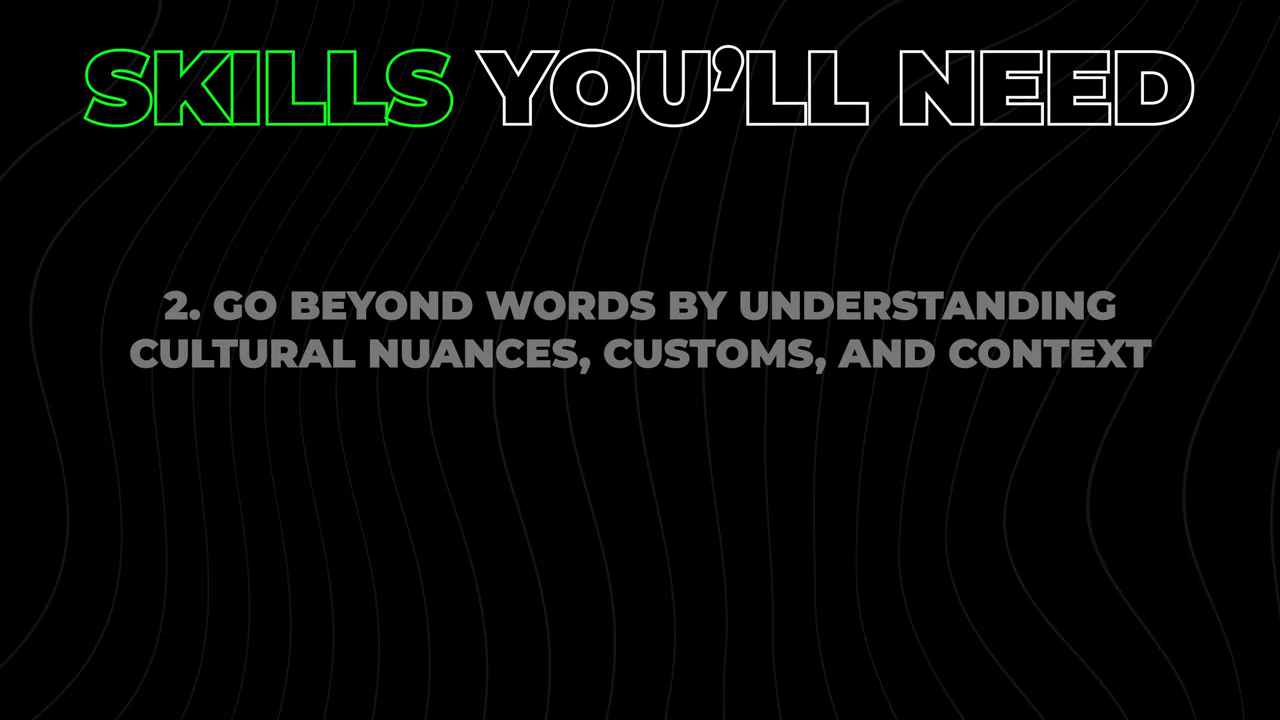 SKILLS YOU'LL NEED
2. GO BEYOND WORDS BY UNDERSTANDING
CULTURAL NUANCES, CUSTOMS, AND CONTEXT